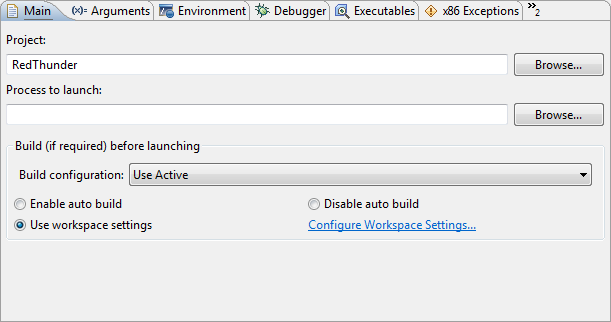 Main (x)= Arguments Environment Debugger Executables x86 Exceptions »2
Project:
RedThunder Browse...
Process to launch:
Browse...
Build (if required) before launching
Build configuration: Use Active
Enable auto build Disable auto build
Use workspace settings Configure Workspace Settings...